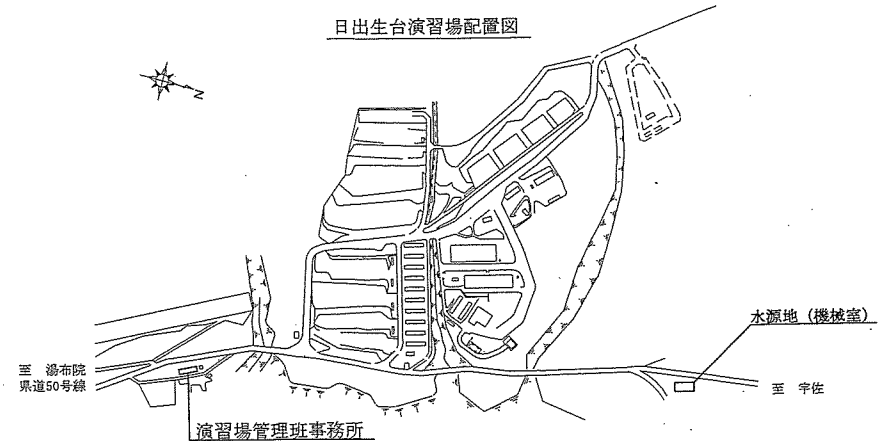 日出生台演習場配置図
N
水源地（機械室）
至 湯布院
県道50号線
至 宇佐
演習場管理班事務所